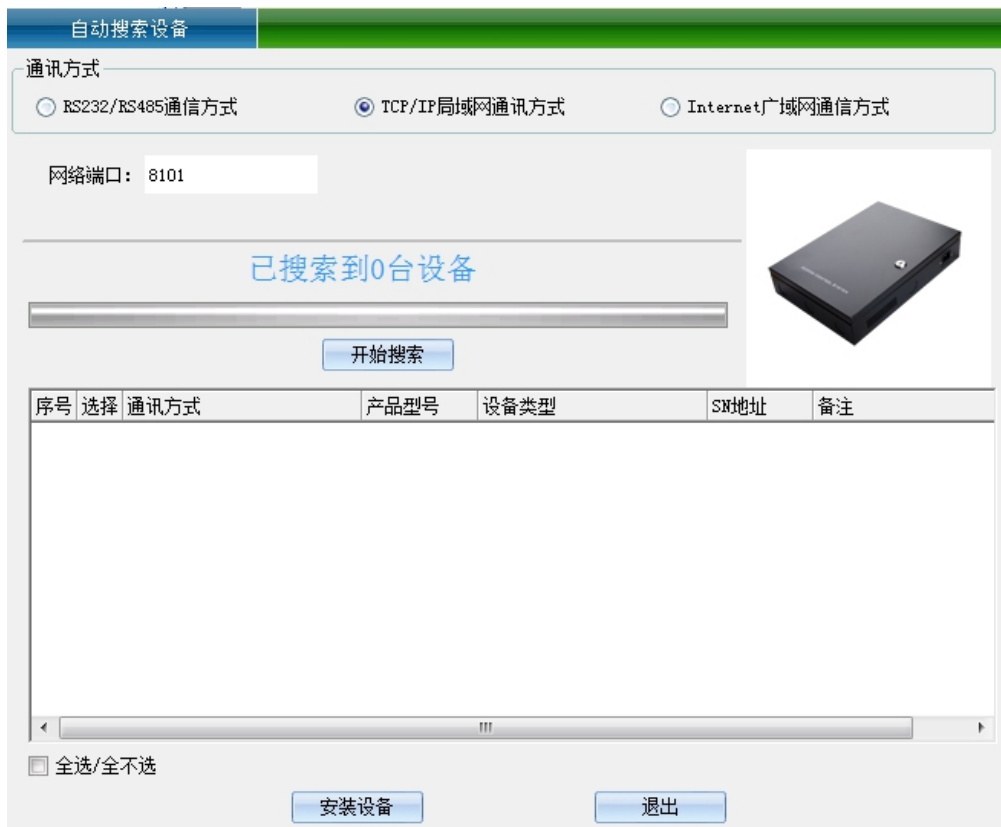 自动搜索设备
通讯方式
RS232/RS485通信方式 TCP/IP局域网通讯方式 Internet广域网通信方式
网络端口： 8101
已搜索到0台设备
开始搜索
序号 选择 通讯方式 产品型号 设备类型 SN地址 备注
全选/全不选
安装设备 退出